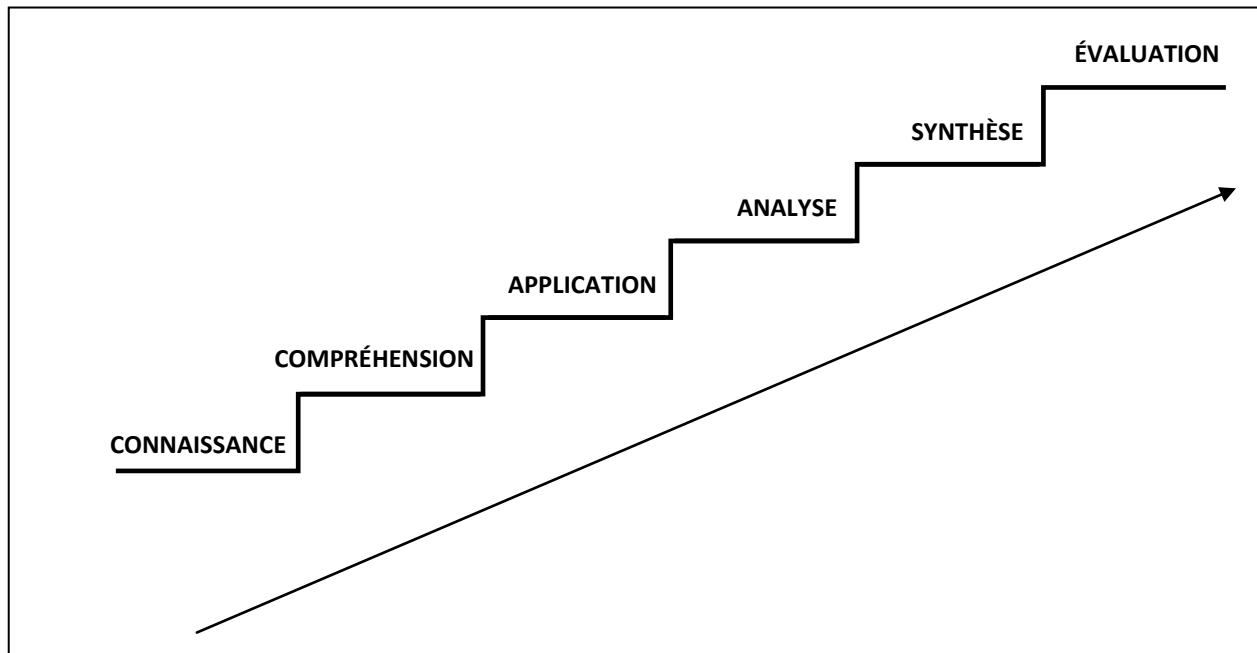 ÉVALUATION
SYNTHÈSE
ANALYSE
APPLICATION
COMPRÉHENSION
CONNAISSANCE